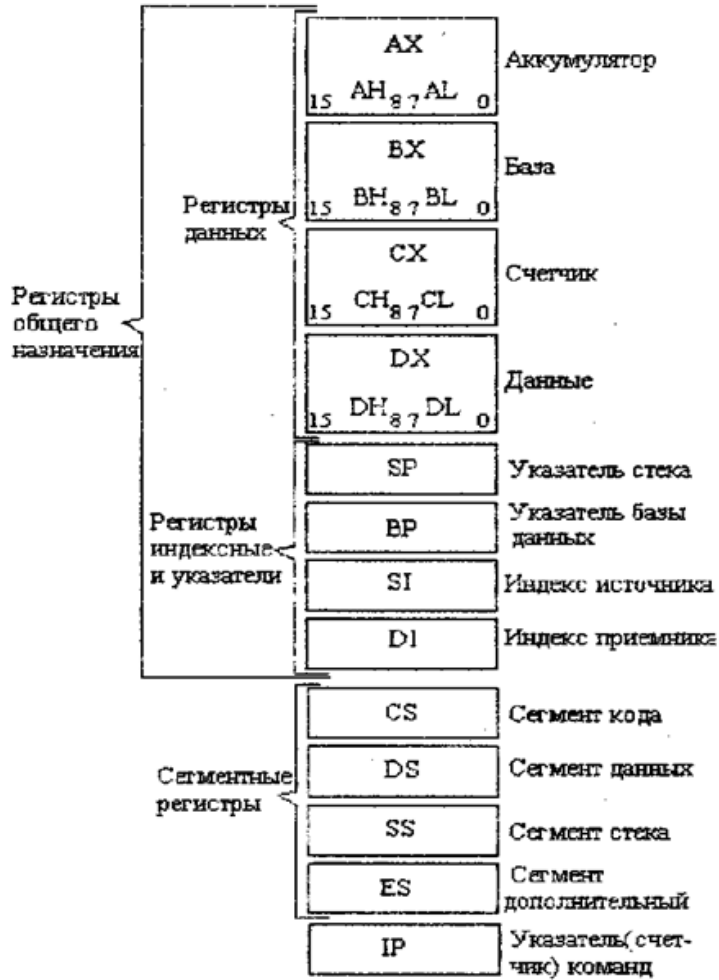 AX
Аккумулятор
15 AH 8 7 AL 0
BX
База
15 BH 8 7 BL 0
Регистры
данных
CX
Счетчик
15 CH 8 7 CL 0
Регистры
общего
назначения
DX
Данные
15 DH 8 7 DL 0
SP
Указатель стека
Регистры
индексные
и указатели
BP
Указатель базы
данных
SI
Индекс источника
DI
Индекс приемника
CS
Сегмент кода
Сегментные
регистры
DS
Сегмент данных
SS
Сегмент стека
ES
Сегмент
дополнительный
IP
Указатель(счет-
чик) команд